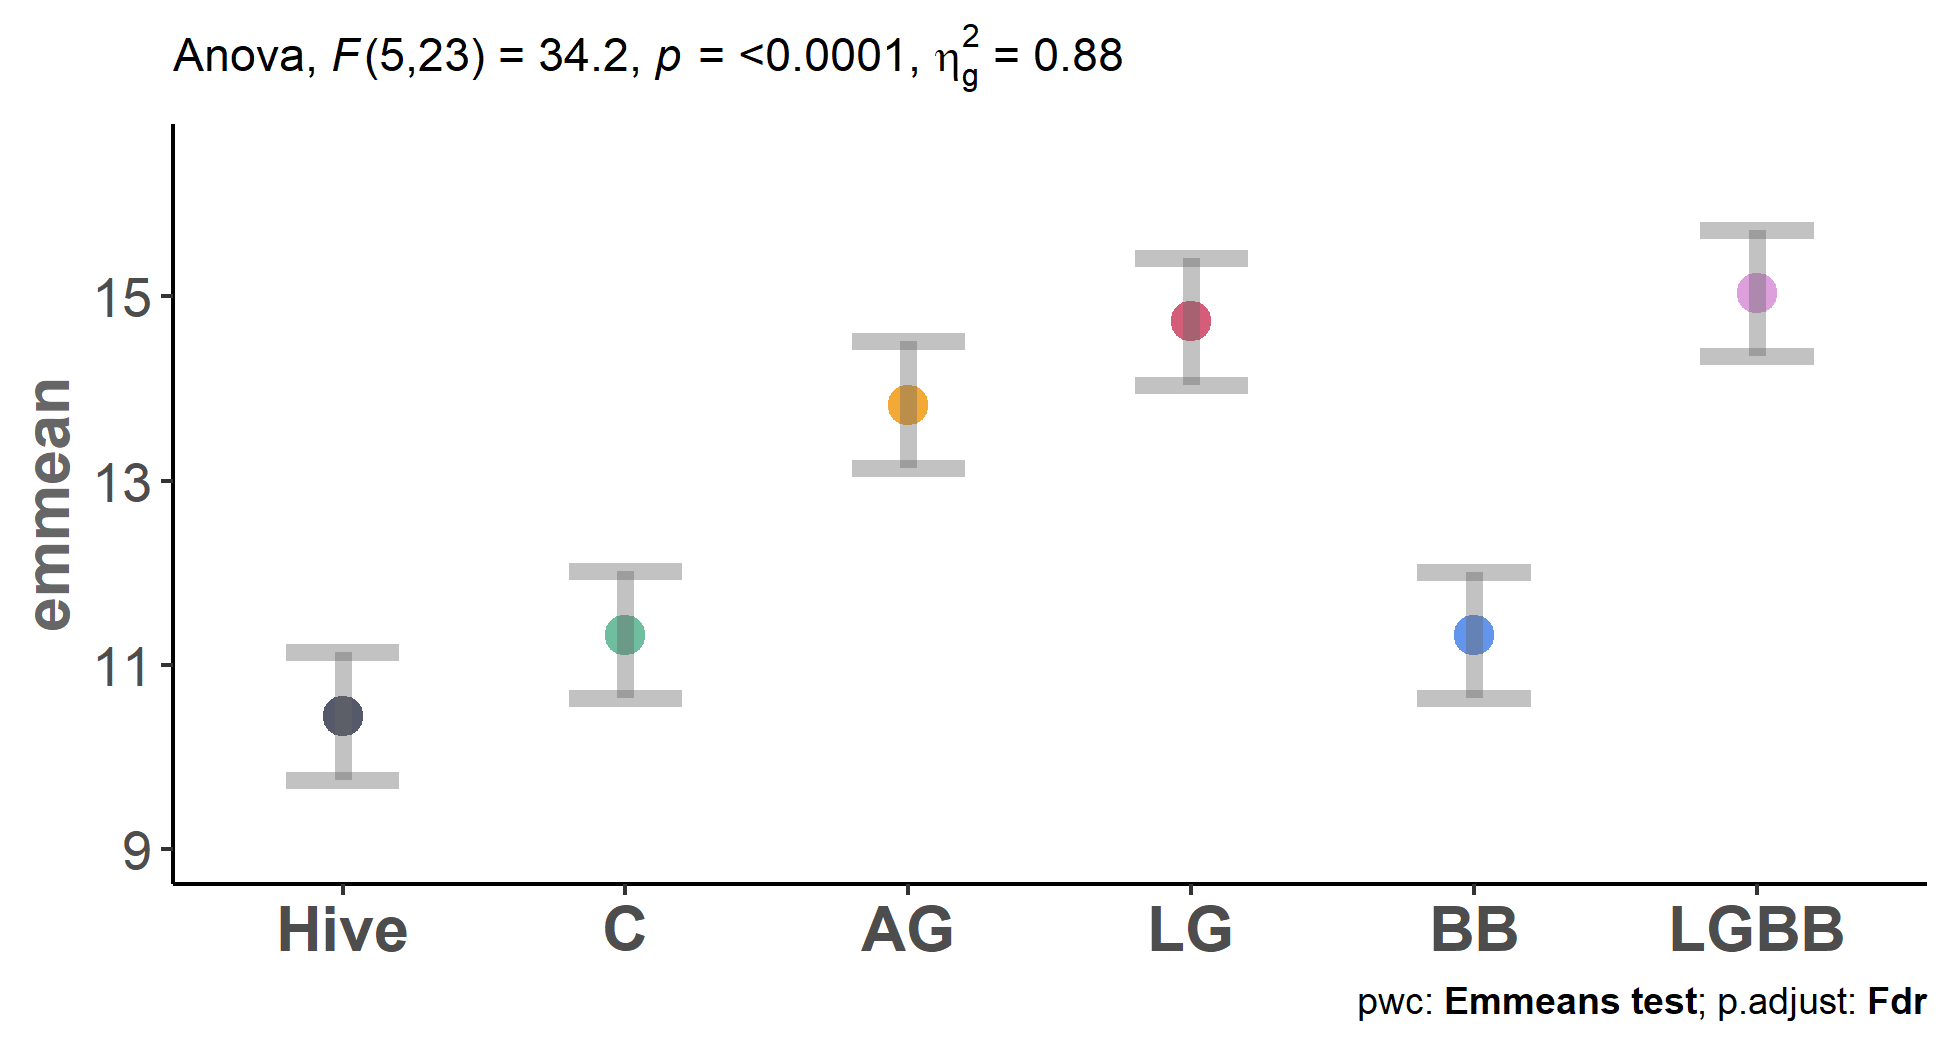 Anova, F(5,23) = 34.2, p = <0.0001, η²g = 0.88
emmean
15
13
11
9
Hive C AG LG BB LGBB
pwc: Emmeans test; p.adjust: Fdr